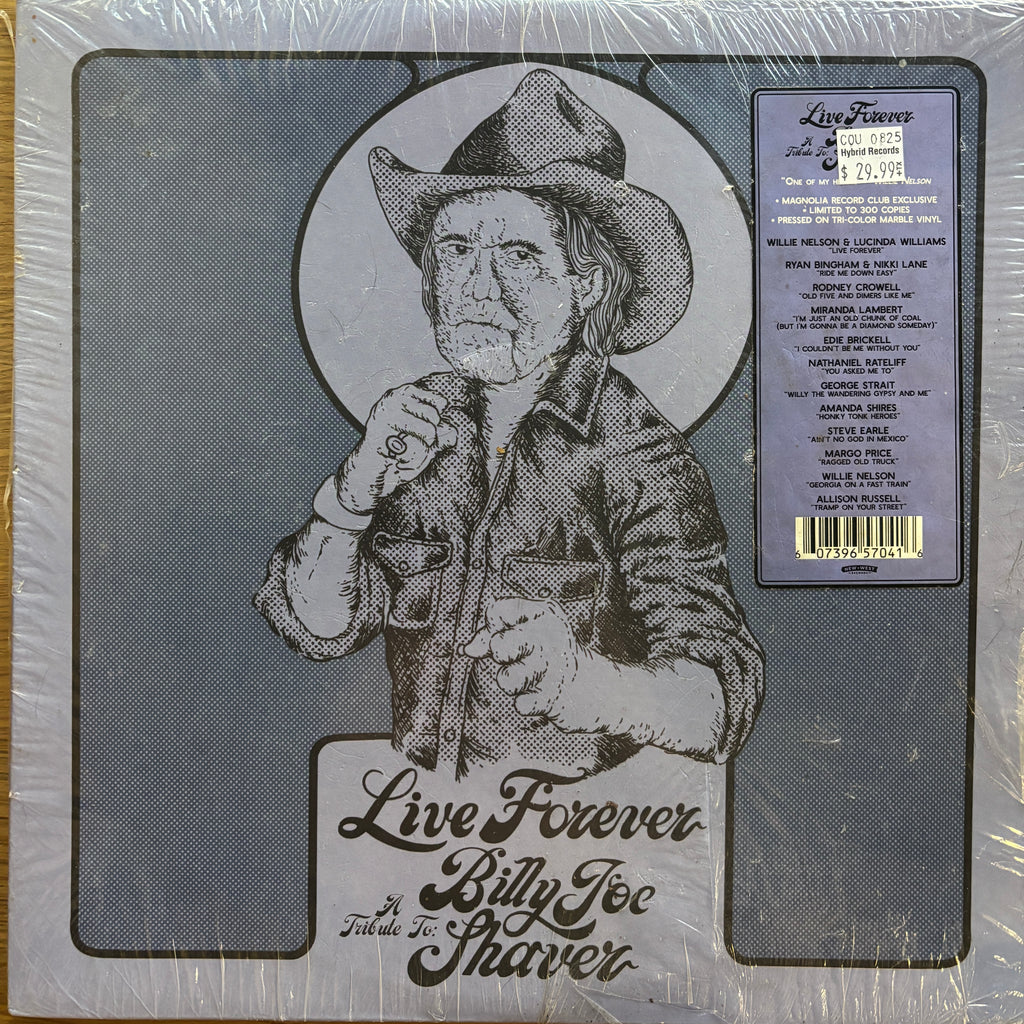 Live Forever
A
Tribute To:
COU 0825
Hybrid Records
$ 29.99
"ONE OF MY NELSON
• MAGNOLIA RECORD CLUB EXCLUSIVE
• LIMITED TO 300 COPIES
• PRESSED ON TRI-COLOR MARBLE VINYL
WILLIE NELSON & LUCINDA WILLIAMS
"LIVE FOREVER"
RYAN BINGHAM & NIKKI LANE
"RIDE ME DOWN EASY"
RODNEY CROWELL
"OLD FIVE AND DIMERS LIKE ME"
MIRANDA LAMBERT
"I'M JUST AN OLD CHUNK OF COAL
(BUT I'M GONNA BE A DIAMOND SOMEDAY)"
EDIE BRICKELL
"I COULDN'T BE ME WITHOUT YOU"
NATHANIEL RATELIFF
"YOU ASKED ME TO"
GEORGE STRAIT
"WILLY THE WANDERING GYPSY AND ME"
AMANDA SHIRES
"HONKY TONK HEROES"
STEVE EARLE
"AIN'T NO GOD IN MEXICO"
MARGO PRICE
"RAGGED OLD TRUCK"
WILLIE NELSON
"GEORGIA ON A FAST TRAIN"
ALLISON RUSSELL
"TRAMP ON YOUR STREET"
6 07396 57041 6
NEW WEST
Live Forever
A Tribute To:
Billy Joe
Shaver